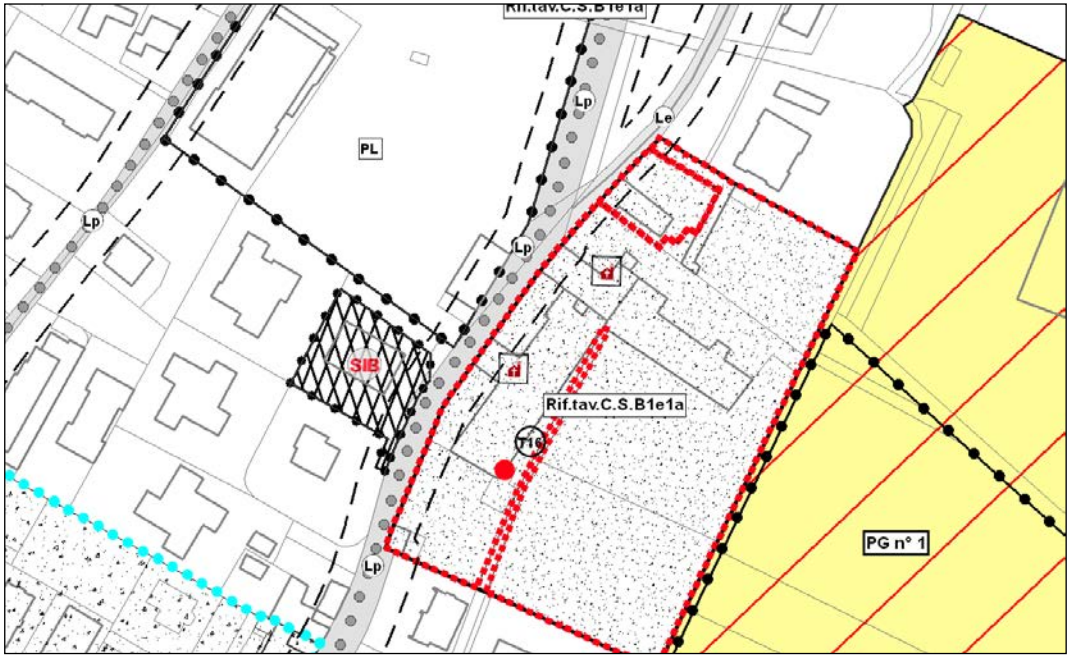 Rif.tav.C.S.B1e1a
Lp
Le
PL
Lp
Lp
SIB
Rif.tav.C.S.B1e1a
T16
PG n° 1
Lp